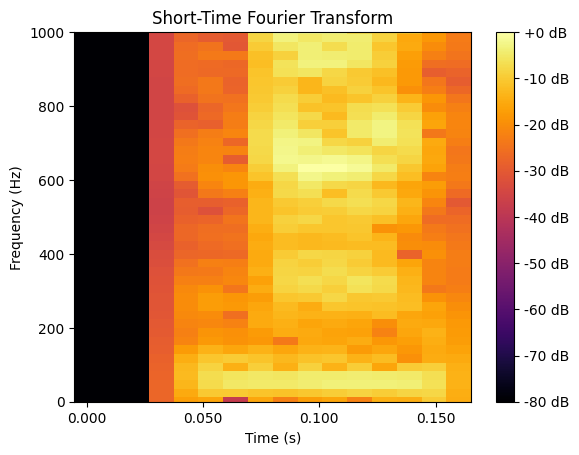 Short-Time Fourier Transform
1000
800
600
400
200
0
Frequency (Hz)
0.000
0.050
0.100
0.150
Time (s)
+0 dB
-10 dB
-20 dB
-30 dB
-40 dB
-50 dB
-60 dB
-70 dB
-80 dB